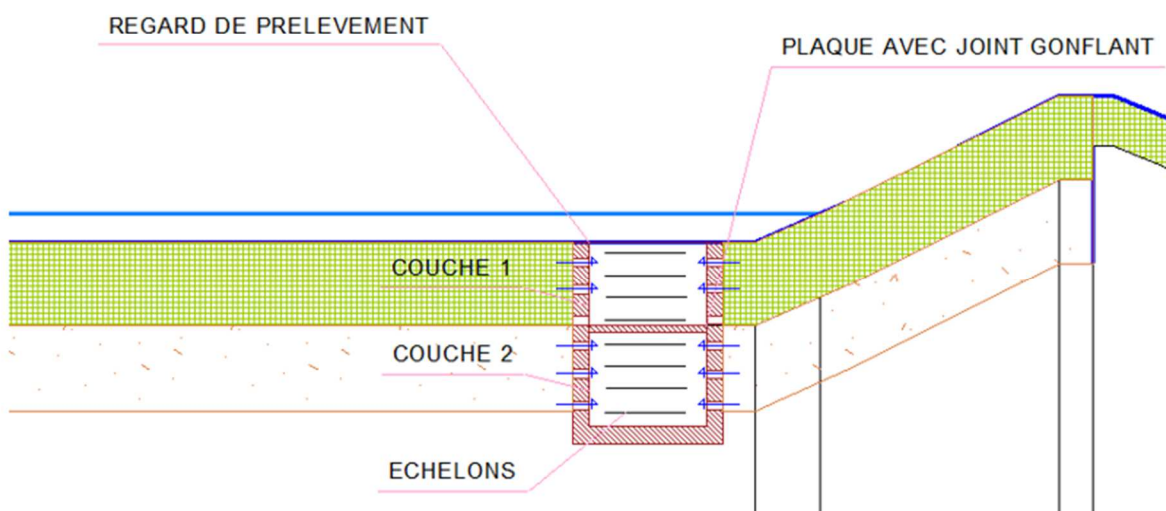 REGARD DE PRELEVEMENT
PLAQUE AVEC JOINT GONFLANT
COUCHE 1
COUCHE 2
ECHELONS